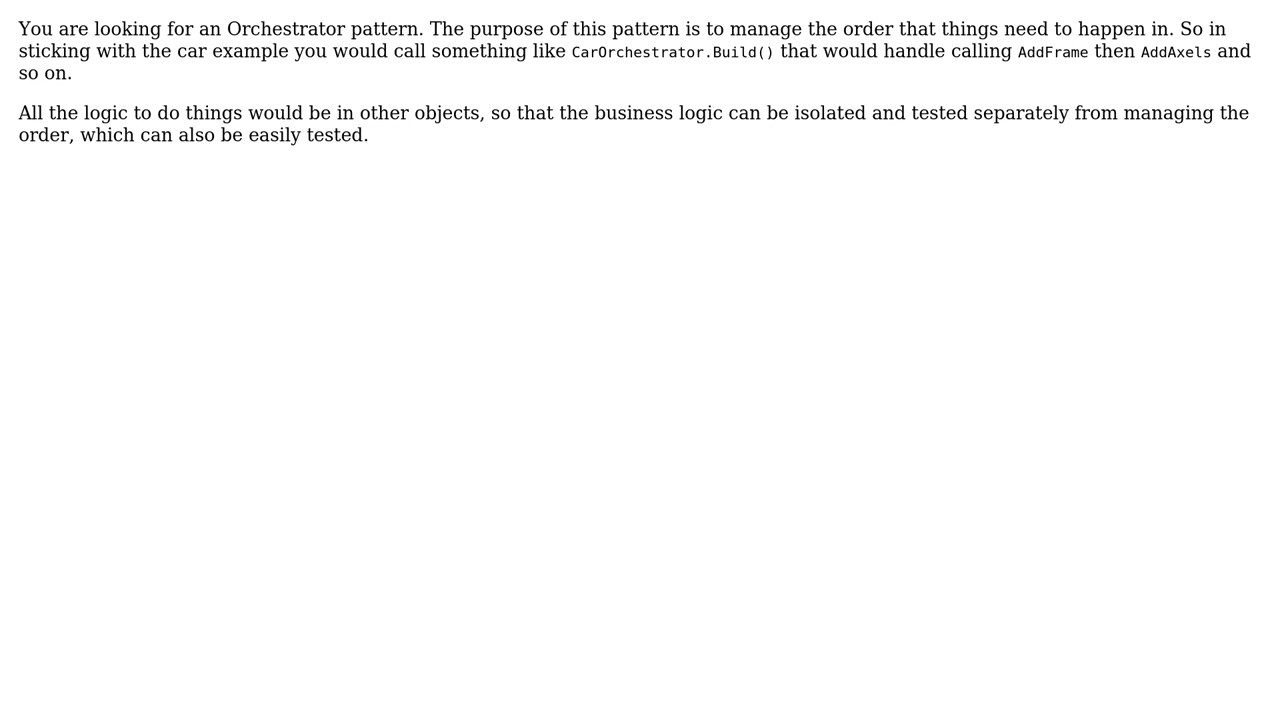 You are looking for an Orchestrator pattern. The purpose of this pattern is to manage the order that things need to happen in. So in
sticking with the car example you would call something like CarOrchestrator.Build() that would handle calling AddFrame then AddAxels and
so on.
All the logic to do things would be in other objects, so that the business logic can be isolated and tested separately from managing the
order, which can also be easily tested.